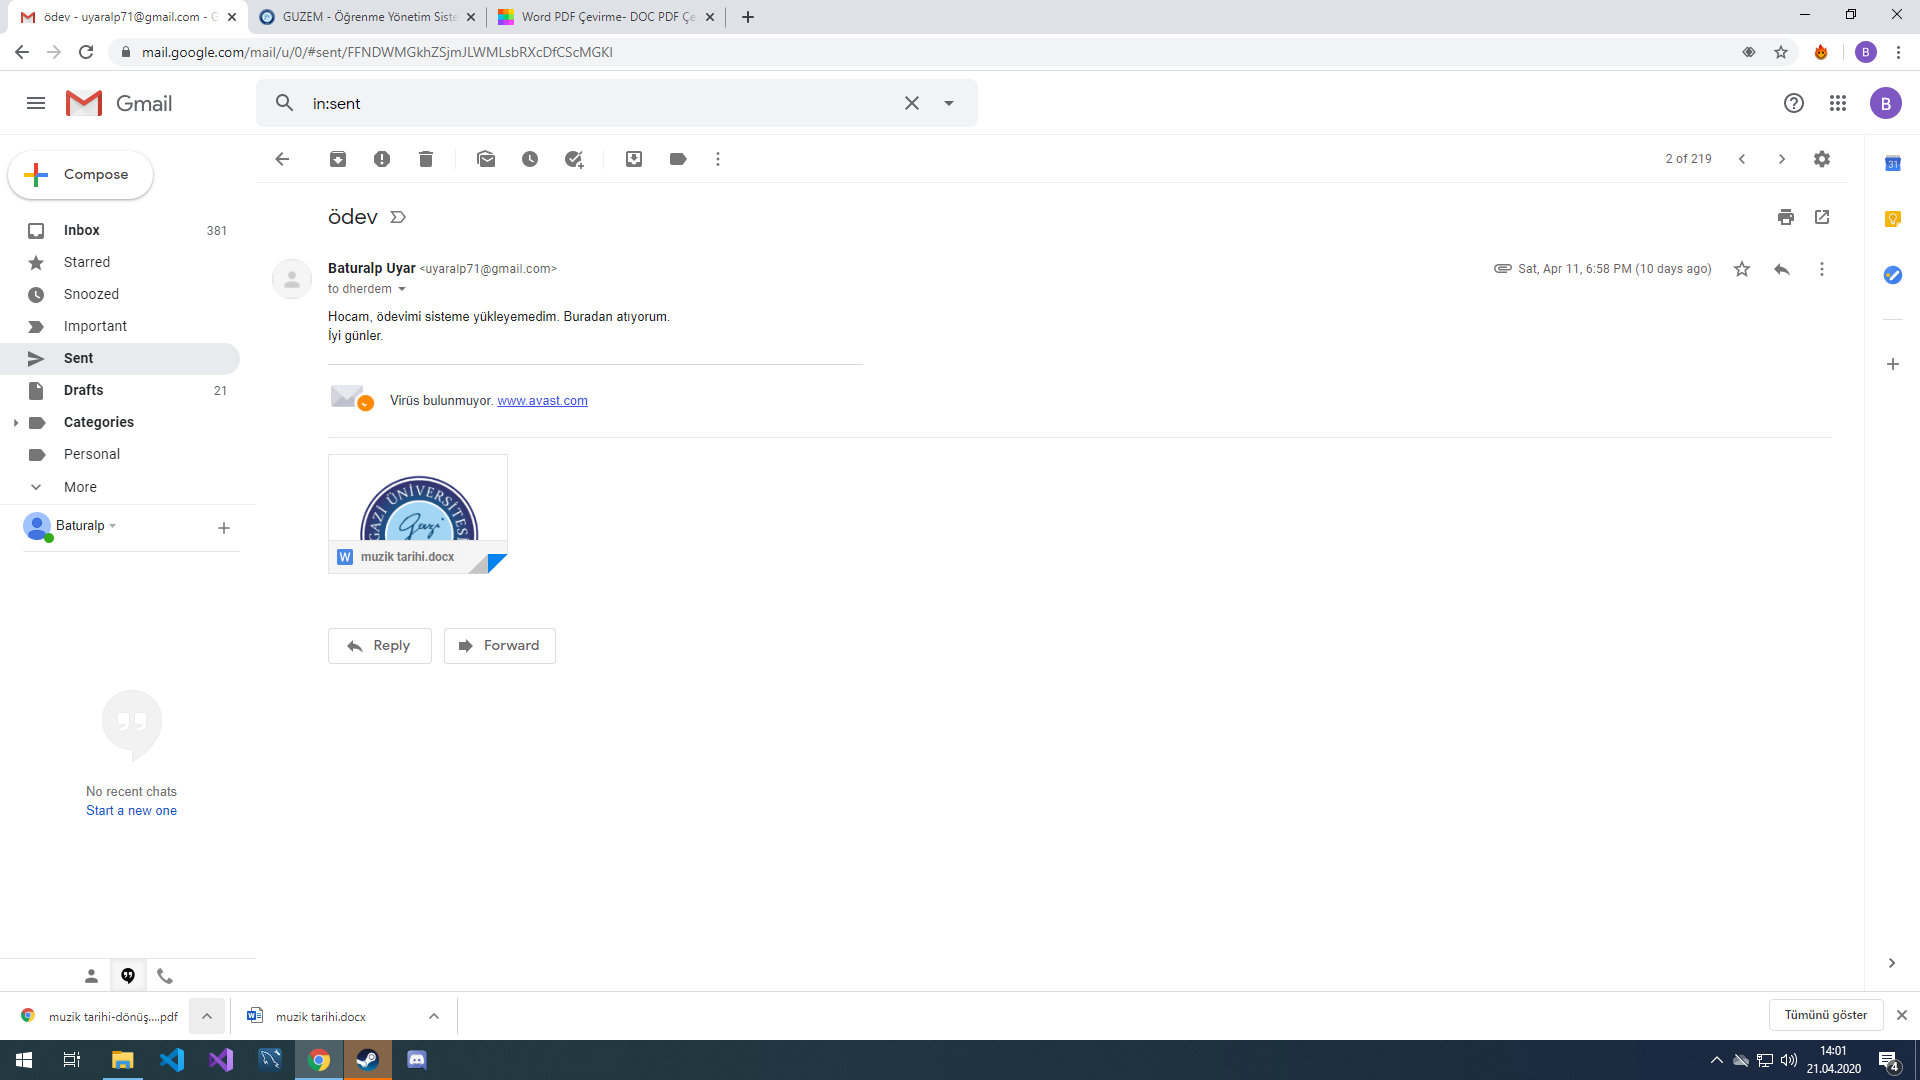 ödev - uyaralp71@gmail.com - G
GUZEM - Öğrenme Yönetim Siste
Word PDF Çevirme- DOC PDF Çe
mail.google.com/mail/u/0/#sent/FFNDWMGkhZSjmJLWMLsbRXcDfCScMGKl
B
Gmail
in:sent
B
Compose
2 of 219
31
Inbox 381
Starred
Snoozed
Important
Sent
Drafts 21
Categories
Personal
More
Baturalp
No recent chats
Start a new one
ödev
Baturalp Uyar <uyaralp71@gmail.com>
Sat, Apr 11, 6:58 PM (10 days ago)
to dherdem
Hocam, ödevimi sisteme yükleyemedim. Buradan atıyorum.
İyi günler.
Virüs bulunmuyor. www.avast.com
GAZİ ÜNİVERSİTESİ
gazi
W muzik tarihi.docx
Reply
Forward
muzik tarihi-dönüş....pdf
muzik tarihi.docx
Tümünü göster
14:01
21.04.2020
4